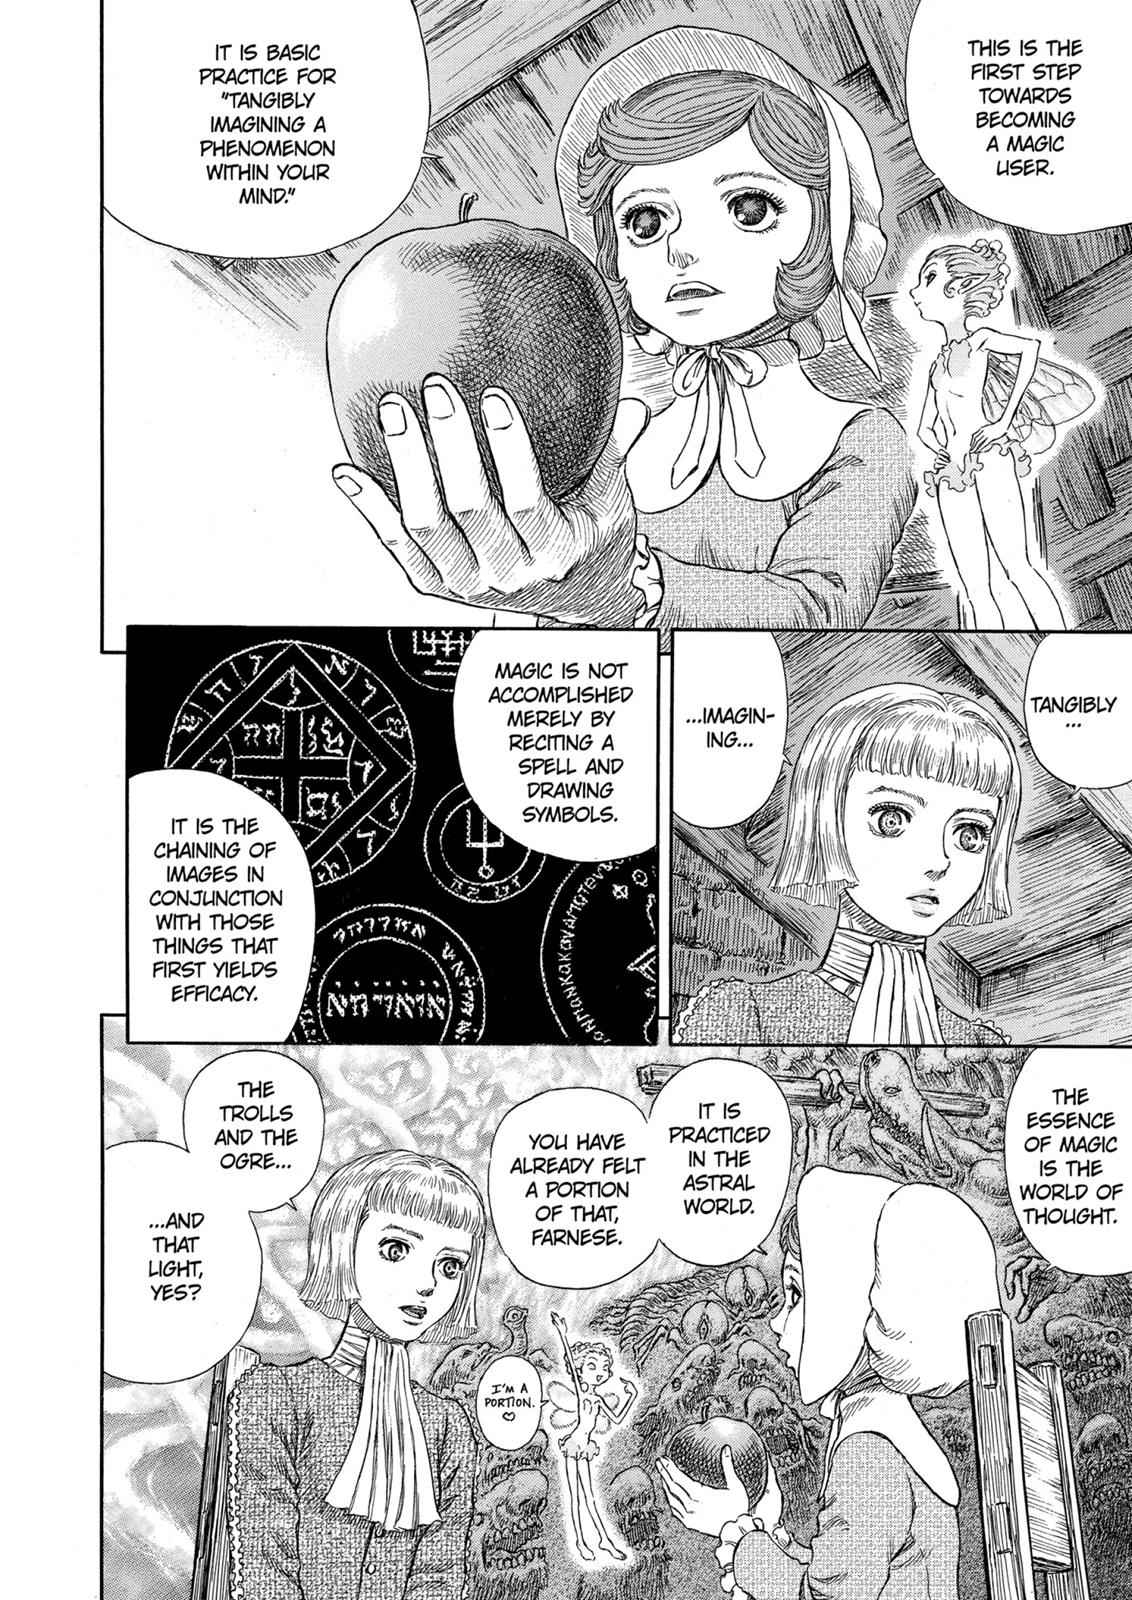 THIS IS THE
FIRST STEP
TOWARDS
BECOMING
A MAGIC
USER.
IT IS BASIC
PRACTICE FOR
"TANGIBLY
IMAGINING A
PHENOMENON
WITHIN YOUR
MIND."
TANGIBLY
...
...IMAGIN-
ING...
MAGIC IS NOT
ACCOMPLISHED
MERELY BY
RECITING A
SPELL AND
DRAWING
SYMBOLS.
IT IS THE
CHAINING OF
IMAGES IN
CONJUNCTION
WITH THOSE
THINGS THAT
FIRST YIELDS
EFFICACY.
THE
ESSENCE
OF MAGIC
IS THE
WORLD OF
THOUGHT.
IT IS
PRACTICED
IN THE
ASTRAL
WORLD.
YOU HAVE
ALREADY FELT
A PORTION
OF THAT,
FARNESE.
I'M A
PORTION.
♡
THE
TROLLS
AND THE
OGRE...
...AND
THAT
LIGHT,
YES?